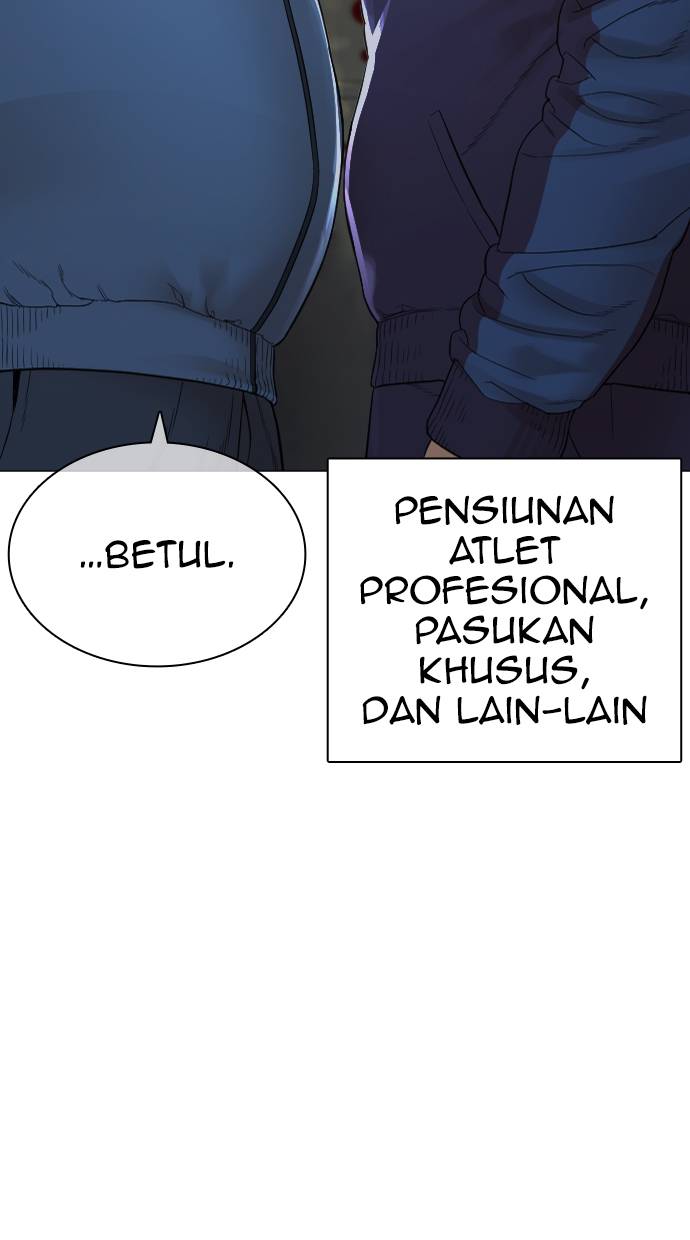 ...BETUL.
PENSIUNAN
ATLET
PROFESIONAL,
PASUKAN
KHUSUS,
DAN LAIN-LAIN